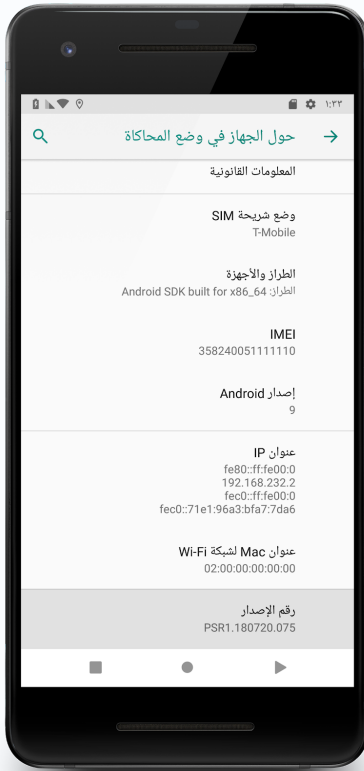 ١:٣٣
حول الجهاز في وضع المحاكاة
المعلومات القانونية
وضع شريحة SIM
T-Mobile
الطراز والأجهزة
الطراز: Android SDK built for x86_64
IMEI
358240051111110
إصدار Android
9
عنوان IP
fe80::ff:fe00:0
192.168.232.2
fec0::ff:fe00:0
fec0::71e1:96a3:bfa7:7da6
عنوان Mac لشبكة Wi-Fi
02:00:00:00:00:00
رقم الإصدار
PSR1.180720.075